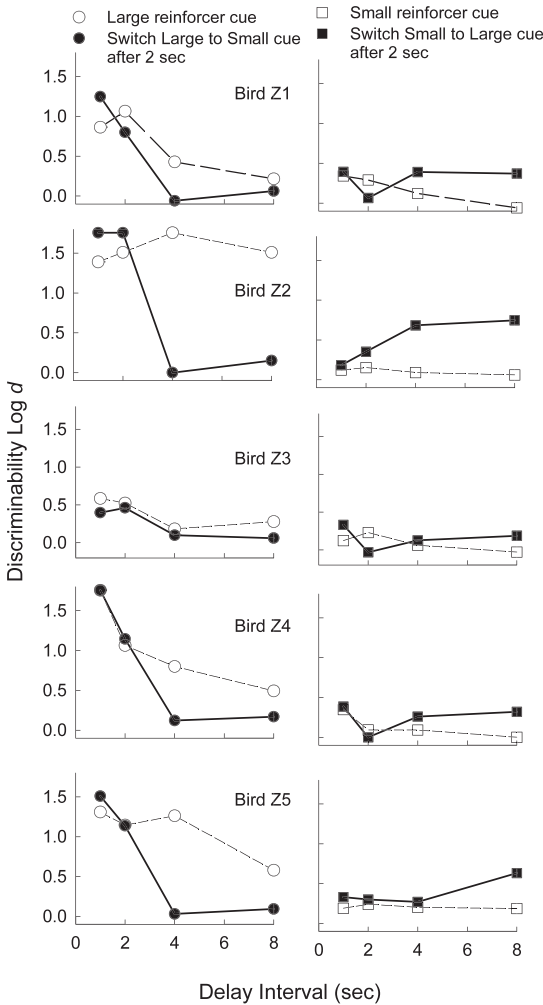 Large reinforcer cue
Switch Large to Small cue
after 2 sec
Small reinforcer cue
Switch Small to Large cue
after 2 sec
Discriminability Log d
Bird Z1
1.5
1.0
0.5
0.0
Bird Z2
1.5
1.0
0.5
0.0
Bird Z3
1.5
1.0
0.5
0.0
Bird Z4
1.5
1.0
0.5
0.0
Bird Z5
1.5
1.0
0.5
0.0
0 2 4 6 8 0 2 4 6 8
Delay Interval (sec)